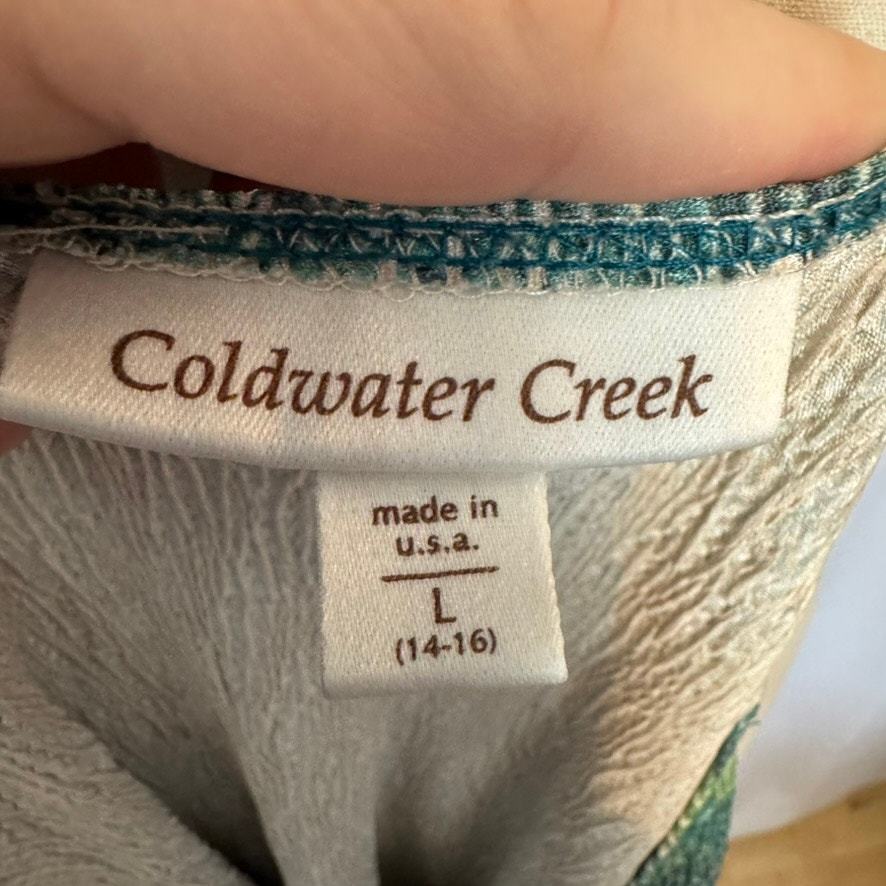 Coldwater Creek
made in
u.s.a.
L
(14-16)